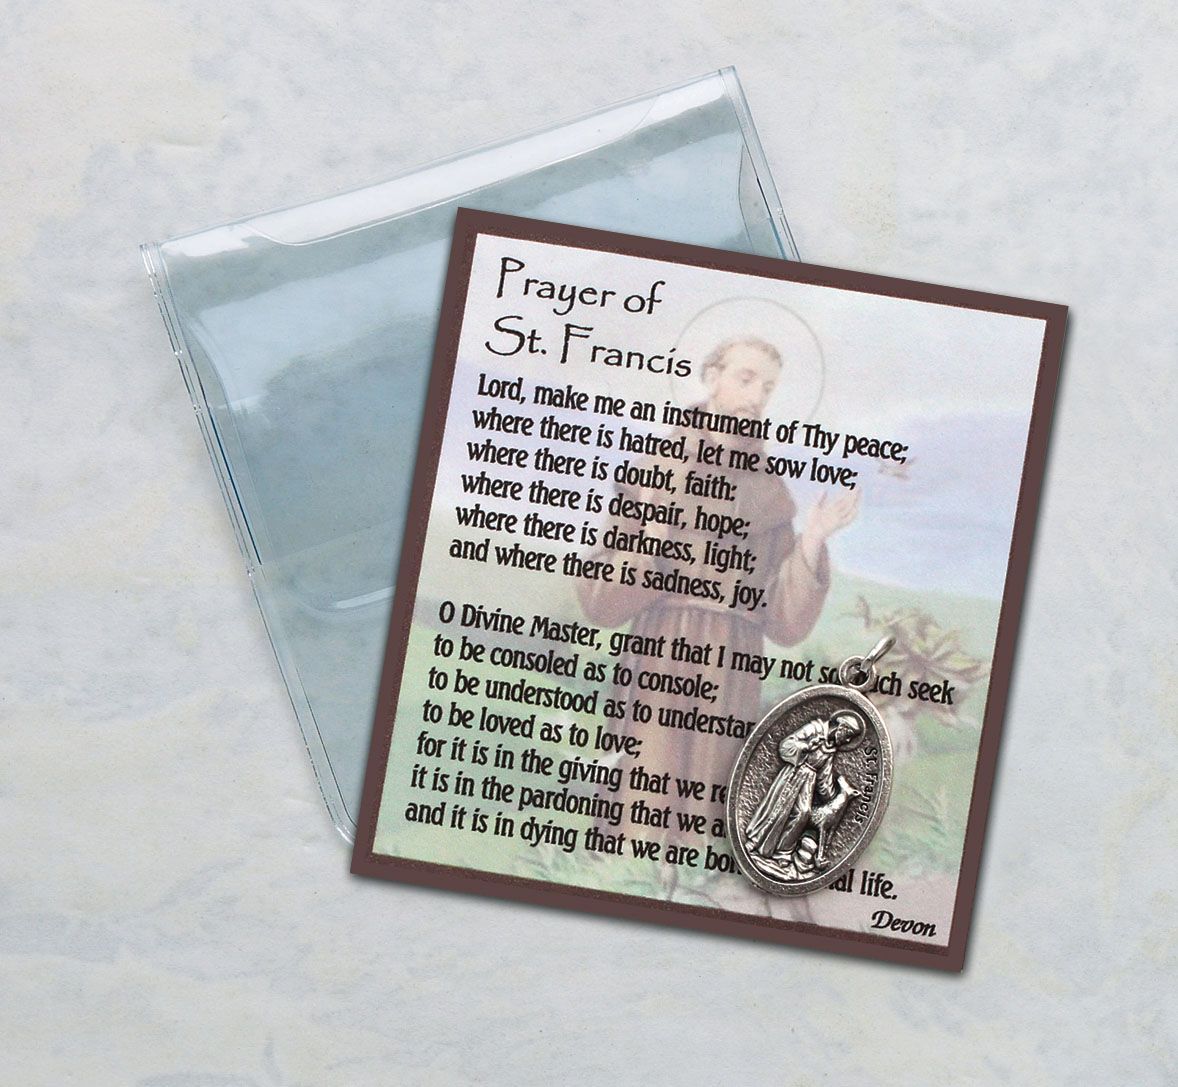 Prayer of
St. Francis
Lord, make me an instrument of Thy peace;
where there is hatred, let me sow love;
where there is doubt, faith:
where there is despair, hope;
where there is darkness, light;
and where there is sadness, joy.
O Divine Master, grant that I may not so much seek
to be consoled as to console;
to be understood as to
to be loved as to love;
for it is in the giving that we
it is in the pardoning that we
and it is in dying that we are life.
Devon
St. Francis